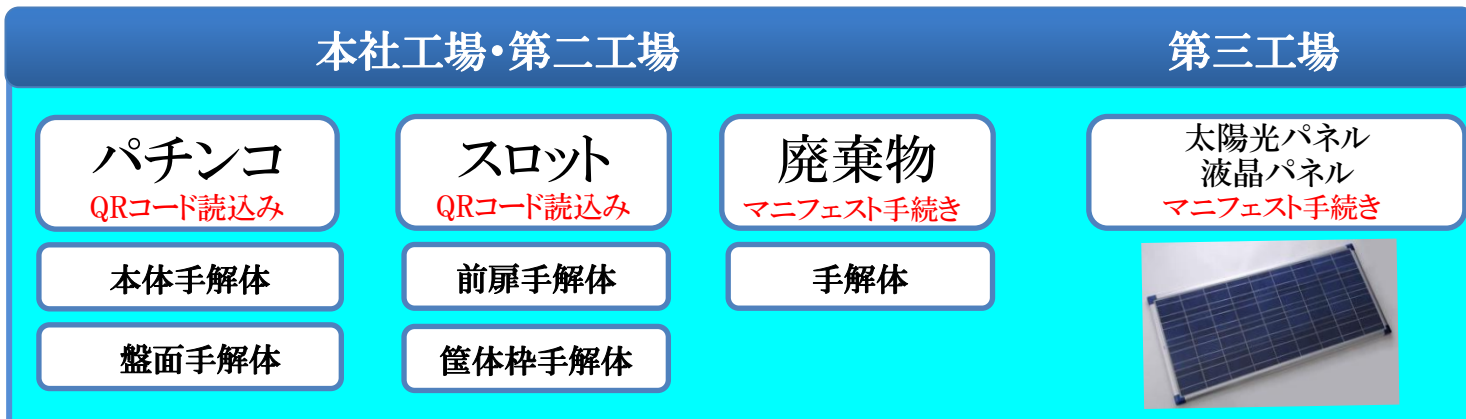 本社工場・第二工場
第三工場
パチンコ
QRコード読込み
スロット
QRコード読込み
廃棄物
マニフェスト手続き
太陽光パネル
液晶パネル
マニフェスト手続き
本体手解体
前扉手解体
手解体
盤面手解体
筐体枠手解体